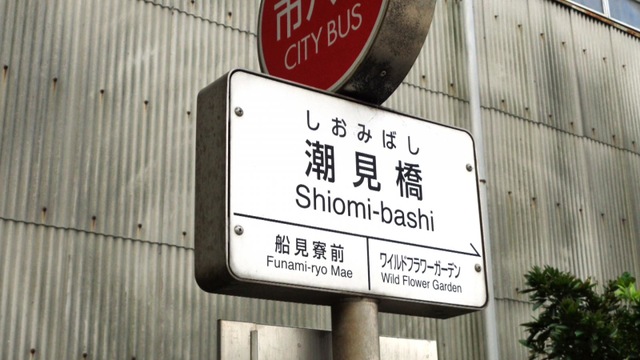 CITY BUS
しおみばし
潮見橋
Shiomi-bashi
船見寮前
Funami-ryo Mae
ワイルドフラワーガーデン
Wild Flower Garden